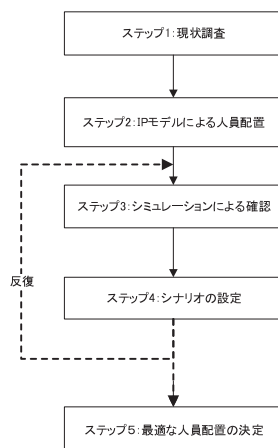 ステップ1:現状調査
ステップ2:IPモデルによる人員配置
ステップ3:シミュレーションによる確認
反復
ステップ4:シナリオの設定
ステップ5:最適な人員配置の決定